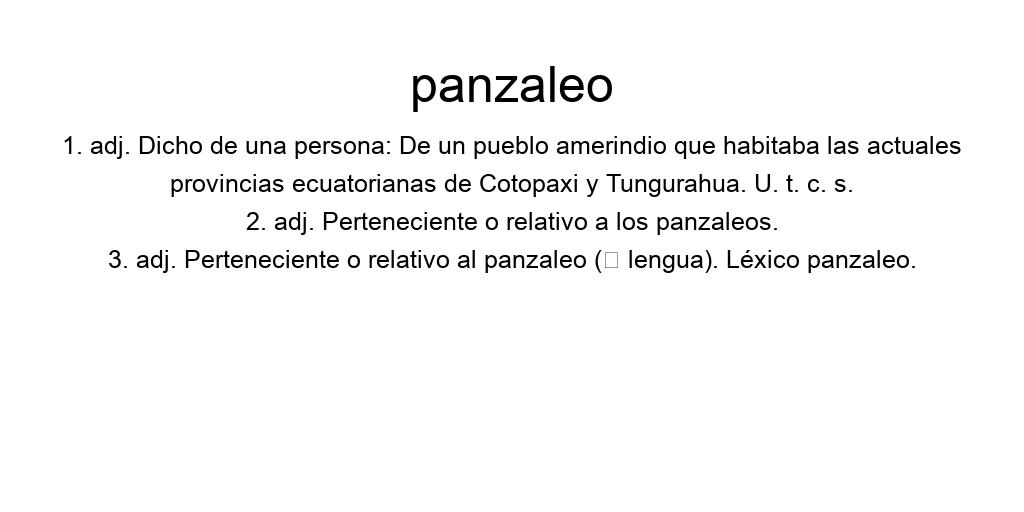 panzaleo
1. adj. Dicho de una persona: De un pueblo amerindio que habitaba las actuales
provincias ecuatorianas de Cotopaxi y Tungurahua. U. t. c. s.
2. adj. Perteneciente o relativo a los panzaleos.
3. adj. Perteneciente o relativo al panzaleo (□ lengua). Léxico panzaleo.